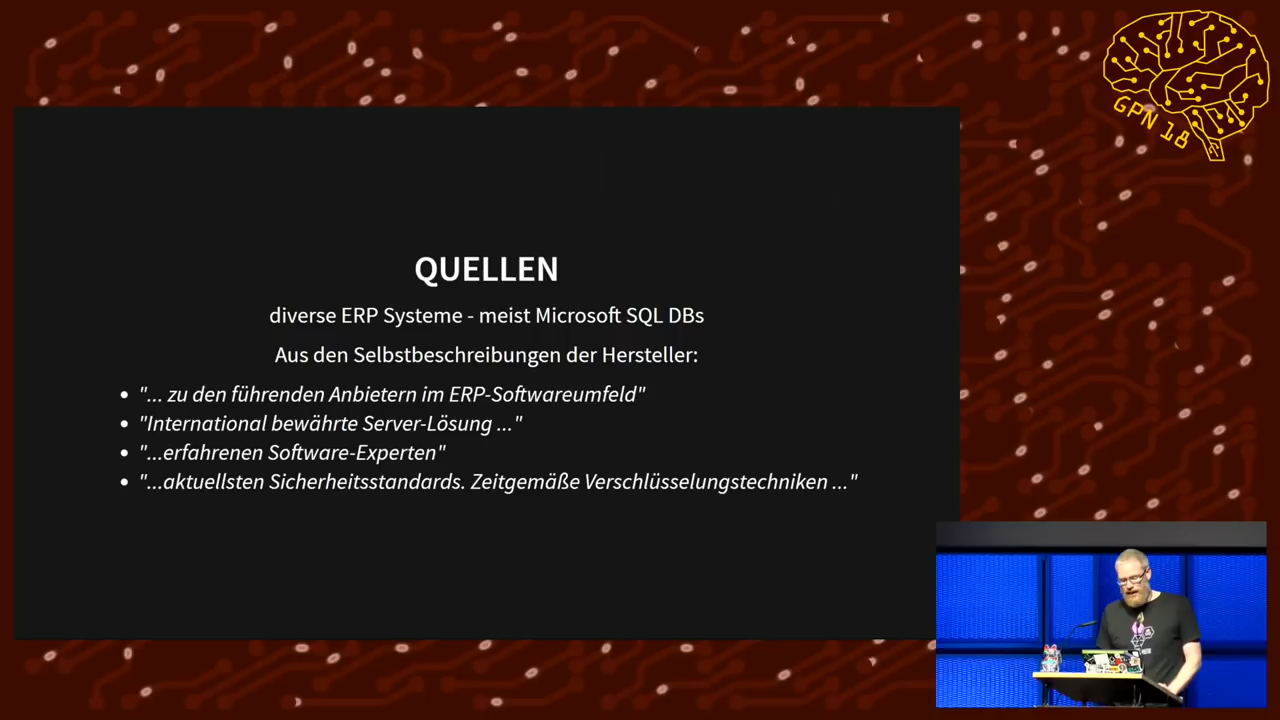 GPN 18
QUELLEN
diverse ERP Systeme - meist Microsoft SQL DBs
Aus den Selbstbeschreibungen der Hersteller:
• "... zu den führenden Anbietern im ERP-Softwareumfeld"
• "International bewährte Server-Lösung ..."
• "...erfahrenen Software-Experten"
• "...aktuellsten Sicherheitsstandards. Zeitgemäße Verschlüsselungstechniken ..."